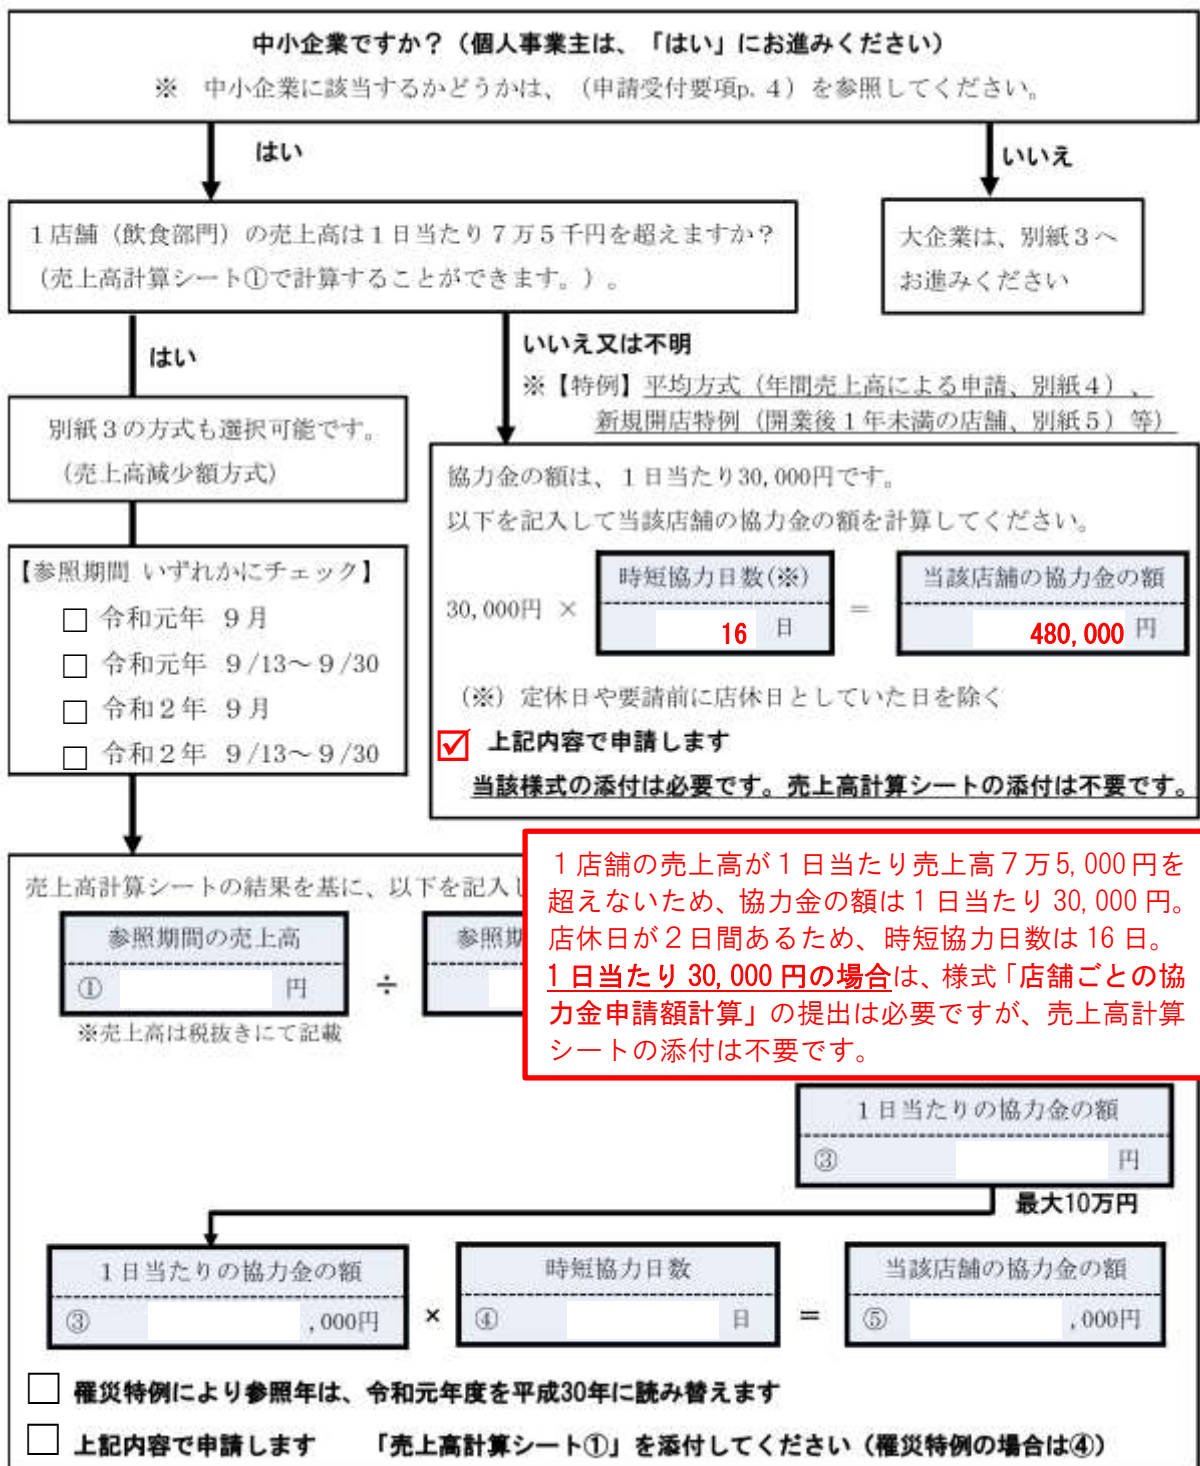 中小企業ですか？（個人事業主は、「はい」にお進みください）
※　中小企業に該当するかどうかは、（申請受付要項p.４）を参照してください。
はい
いいえ
１店舗（飲食部門）の売上高は１日当たり７万５千円を超えますか？
（売上高計算シート①で計算することができます。）。
大企業は、別紙３へ
お進みください
はい
いいえ又は不明
※【特例】平均方式（年間売上高による申請、別紙４）、
新規開店特例（開業後１年未満の店舗、別紙５）等）
別紙３の方式も選択可能です。
（売上高減少額方式）
協力金の額は、１日当たり30,000円です。
以下を記入して当該店舗の協力金の額を計算してください。
時短協力日数(※)
当該店舗の協力金の額
30,000円 ×
16 日
＝
480,000 円
（※）定休日や要請前に店休日としていた日を除く
☑ 上記内容で申請します
当該様式の添付は必要です。売上高計算シートの添付は不要です。
【参照期間 いずれかにチェック】
□ 令和元年 ９月
□ 令和元年 ９/13～９/30
□ 令和２年 ９月
□ 令和２年 ９/13～９/30
売上高計算シートの結果を基に、以下を記入し
参照期間の売上高
① 円
÷
参照期
※売上高は税抜きにて記載
１店舗の売上高が１日当たり売上高７万5,000円を
超えないため、協力金の額は１日当たり30,000円。
店休日が２日間あるため、時短協力日数は16日。
１日当たり30,000円の場合は、様式「店舗ごとの協
力金申請額計算」の提出は必要ですが、売上高計算
シートの添付は不要です。
１日当たりの協力金の額
③ 円
最大10万円
１日当たりの協力金の額
③ ,000円
×
時短協力日数
④ 日
＝
当該店舗の協力金の額
⑤ ,000円
□ 罹災特例により参照年は、令和元年度を平成30年に読み替えます
□ 上記内容で申請します　「売上高計算シート①」を添付してください（罹災特例の場合は④）